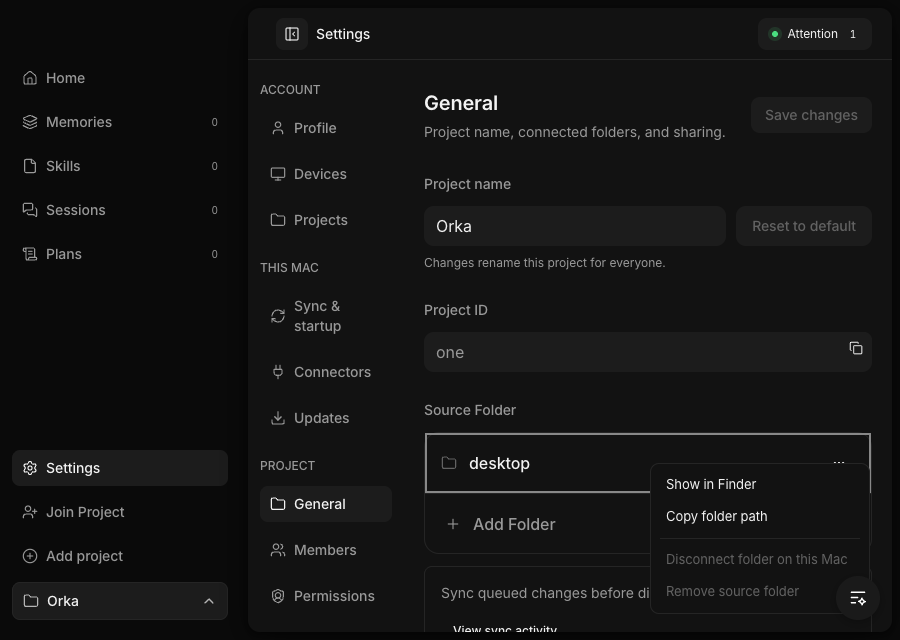 Settings
Attention 1
Home
Memories 0
Skills 0
Sessions 0
Plans 0
Settings
Join Project
Add project
Orka
ACCOUNT
Profile
Devices
Projects
THIS MAC
Sync &
startup
Connectors
Updates
PROJECT
General
Members
Permissions
General
Save changes
Project name, connected folders, and sharing.
Project name
Orka
Reset to default
Changes rename this project for everyone.
Project ID
one
Source Folder
desktop
Show in Finder
Copy folder path
Disconnect folder on this Mac
Remove source folder
Add Folder
Sync queued changes before di
View sync activity